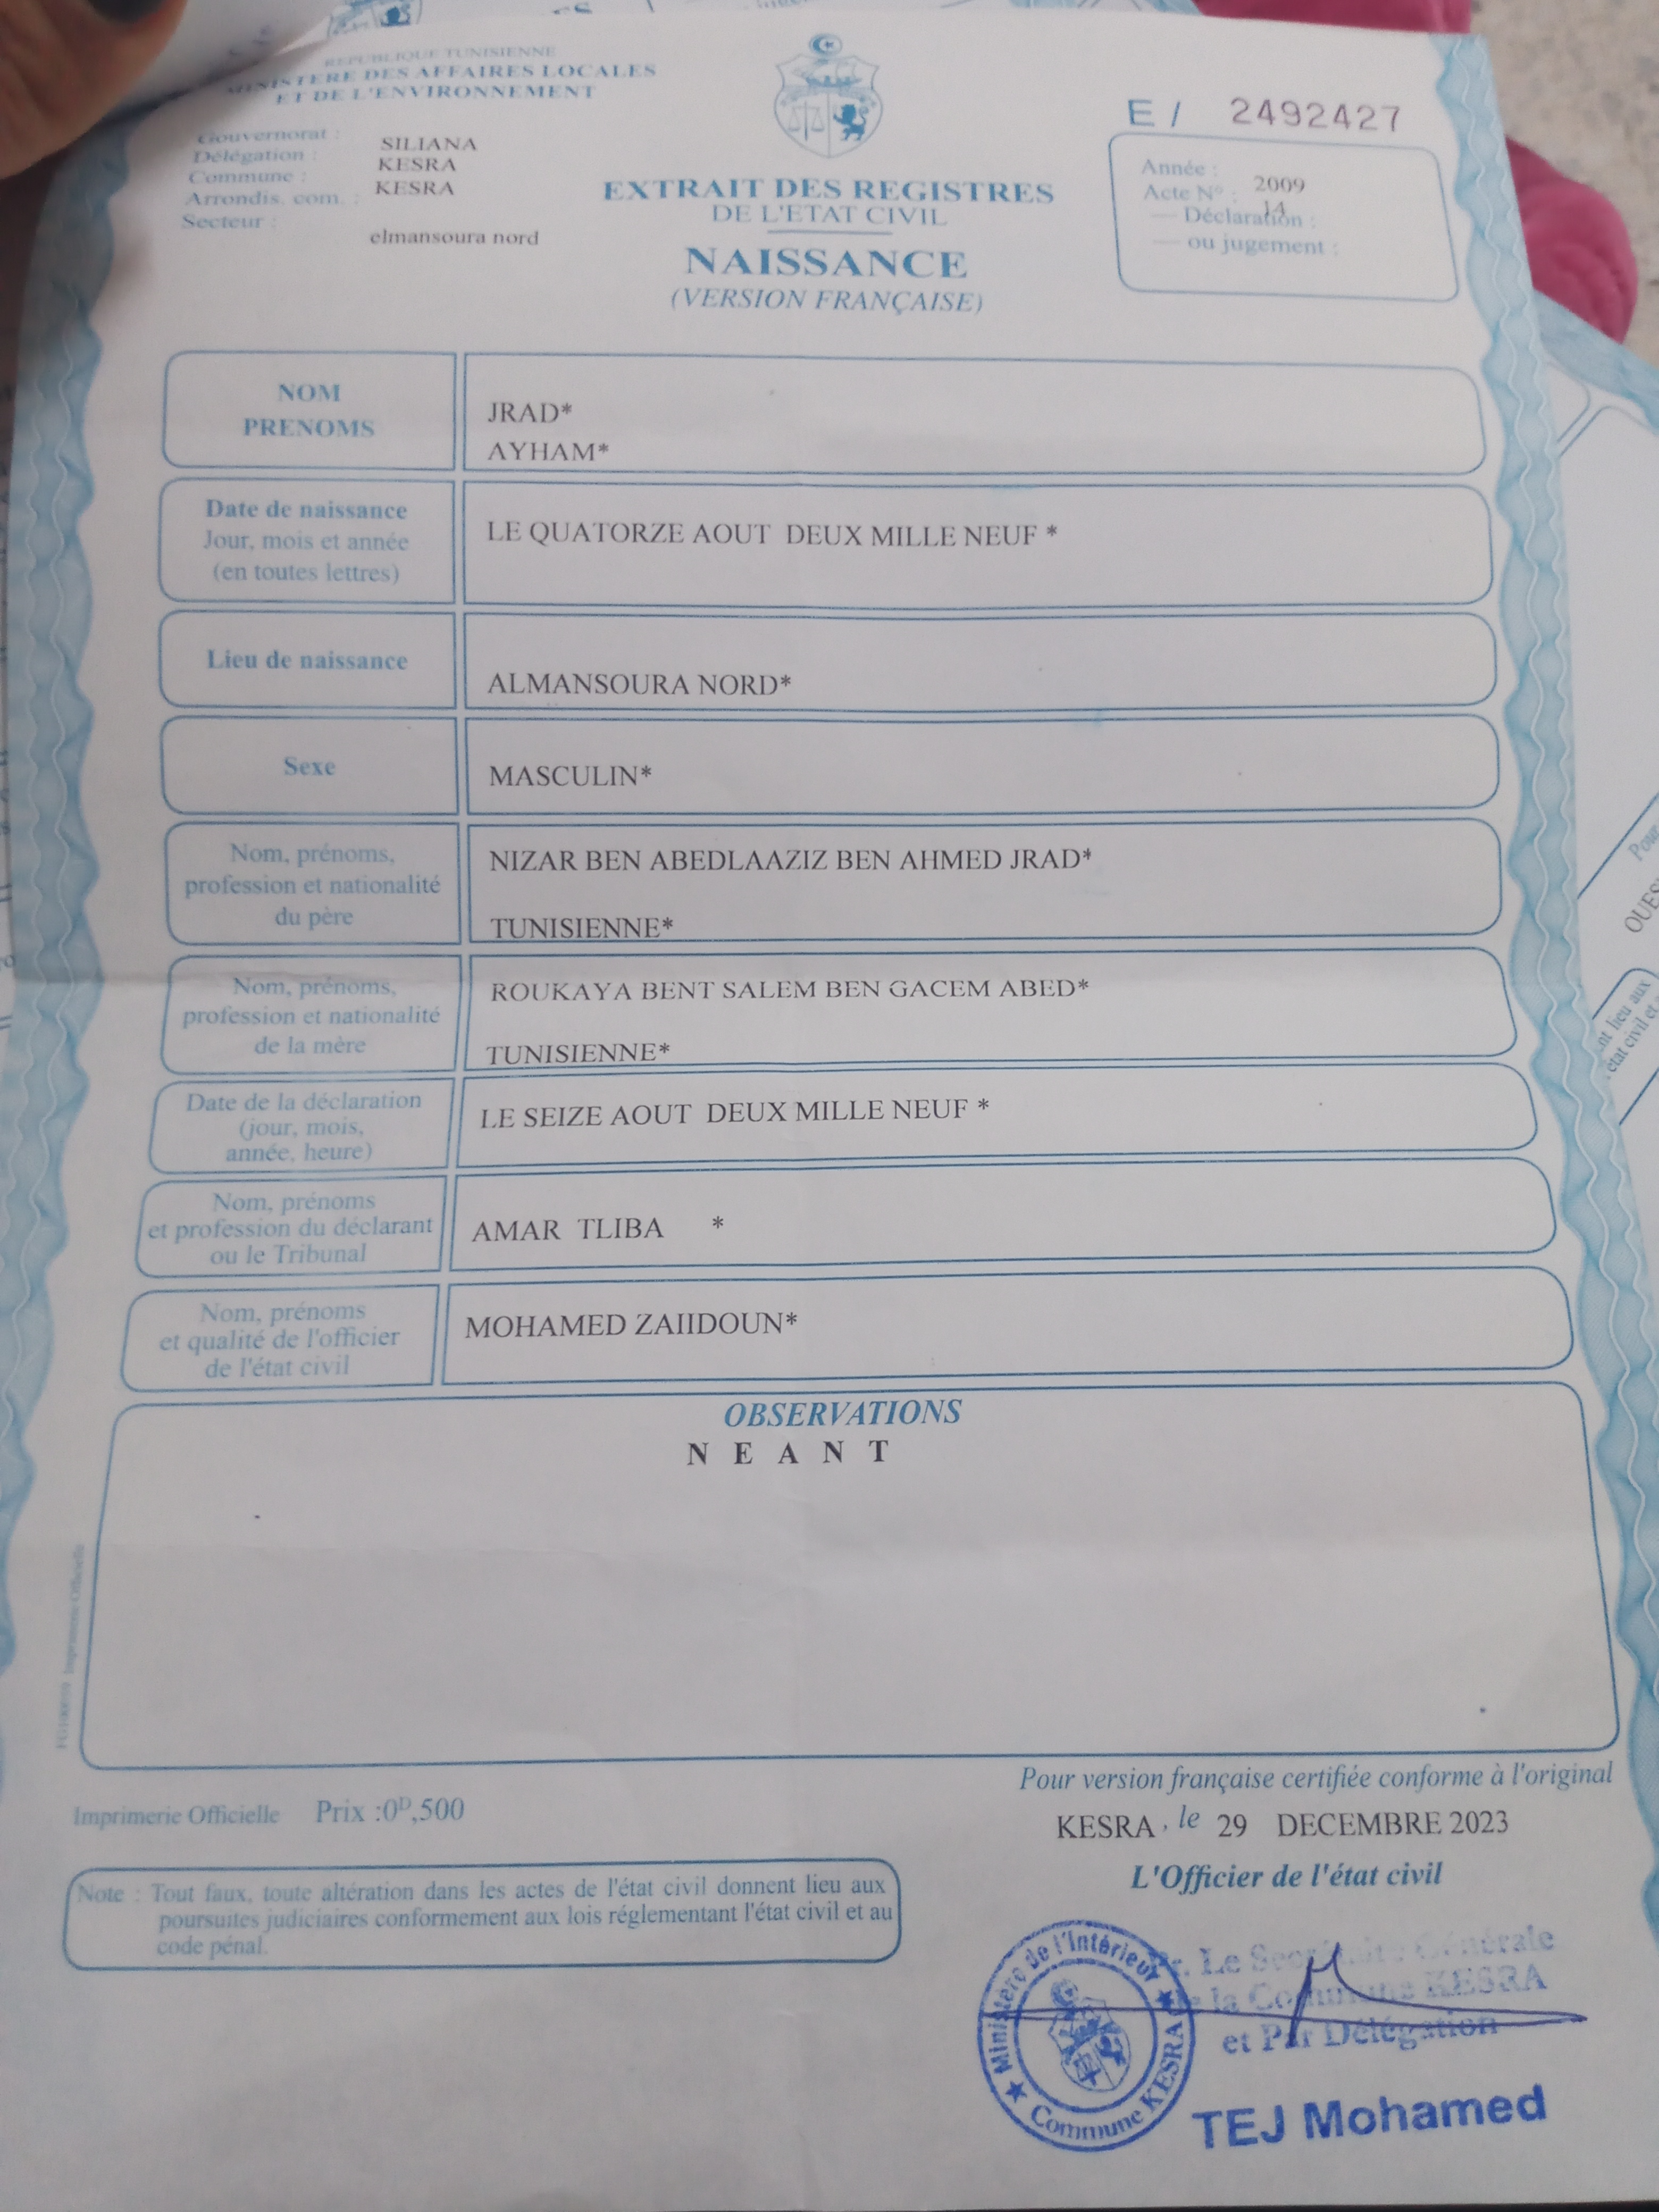 REPUBLIQUE TUNISIENNE
MINISTERE DES AFFAIRES LOCALES
ET DE L'ENVIRONNEMENT
Gouvernorat : SILIANA
Délégation : KESRA
Commune : KESRA
Arrondis. com. :
Secteur : elmansoura nord
EXTRAIT DES REGISTRES
DE L'ETAT CIVIL
NAISSANCE
(VERSION FRANÇAISE)
E / 2492427
Année : 2009
Acte N° : 14
— Déclaration :
— ou jugement :
NOM
PRENOMS
JRAD*
AYHAM*
Date de naissance
Jour, mois et année
(en toutes lettres)
LE QUATORZE AOUT DEUX MILLE NEUF *
Lieu de naissance
ALMANSOURA NORD*
Sexe
MASCULIN*
Nom, prénoms,
profession et nationalité
du père
NIZAR BEN ABEDLAAZIZ BEN AHMED JRAD*
TUNISIENNE*
Nom, prénoms,
profession et nationalité
de la mère
ROUKAYA BENT SALEM BEN GACEM ABED*
TUNISIENNE*
Date de la déclaration
(jour, mois,
année, heure)
LE SEIZE AOUT DEUX MILLE NEUF *
Nom, prénoms
et profession du déclarant
ou le Tribunal
AMAR TLIBA *
Nom, prénoms
et qualité de l'officier
de l'état civil
MOHAMED ZAIIDOUN*
OBSERVATIONS
N E A N T
Imprimerie Officielle
Imprimerie Officielle Prix :0ᴰ,500
Pour version française certifiée conforme à l'original
KESRA, le 29 DECEMBRE 2023
L'Officier de l'état civil
Note : Tout faux, toute altération dans les actes de l'état civil donnent lieu aux
poursuites judiciaires conformement aux lois réglementant l'état civil et au
code pénal.
Ministère de l'Intérieur
Commune KESRA
Le Secrétaire Générale
de la Commune KESRA
et Par Délégation
TEJ Mohamed